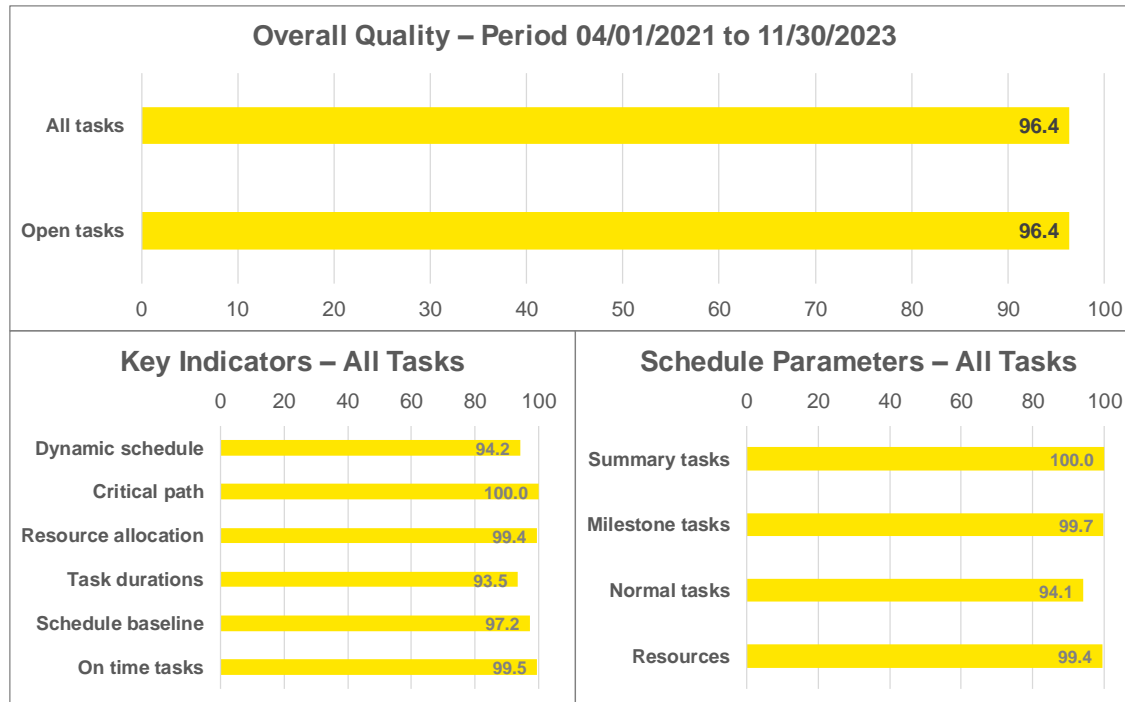 Overall Quality – Period 04/01/2021 to 11/30/2023
All tasks
96.4
Open tasks
96.4
0 10 20 30 40 50 60 70 80 90 100
Key Indicators – All Tasks
0 20 40 60 80 100
Dynamic schedule
94.2
Critical path
100.0
Resource allocation
99.4
Task durations
93.5
Schedule baseline
97.2
On time tasks
99.5
Schedule Parameters – All Tasks
0 20 40 60 80 100
Summary tasks
100.0
Milestone tasks
99.7
Normal tasks
94.1
Resources
99.4